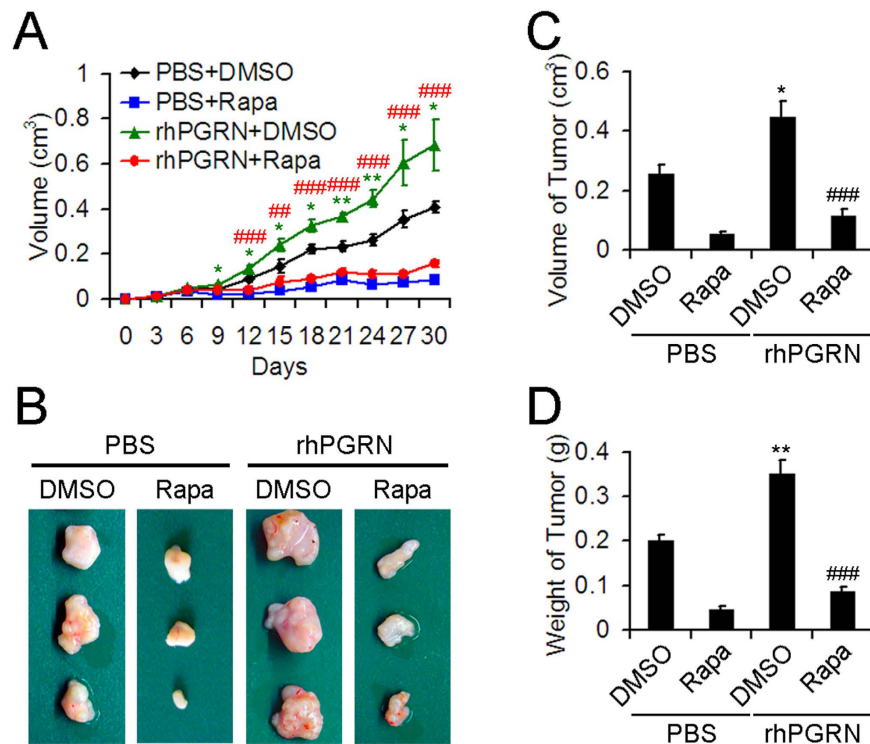 A
Volume (cm³)
1
0.8
0.6
0.4
0.2
0
PBS+DMSO
PBS+Rapa
rhPGRN+DMSO
rhPGRN+Rapa
*
###
*
##
*
###
*
###
**
###
**
###
*
###
*
0 3 6 9 12 15 18 21 24 27 30
Days
B
PBS rhPGRN
DMSO Rapa DMSO Rapa
C
Volume of Tumor (cm³)
0.6
0.4
0.2
0
*
###
DMSO Rapa DMSO Rapa
PBS rhPGRN
D
Weight of Tumor (g)
0.4
0.3
0.2
0.1
0
**
###
DMSO Rapa DMSO Rapa
PBS rhPGRN